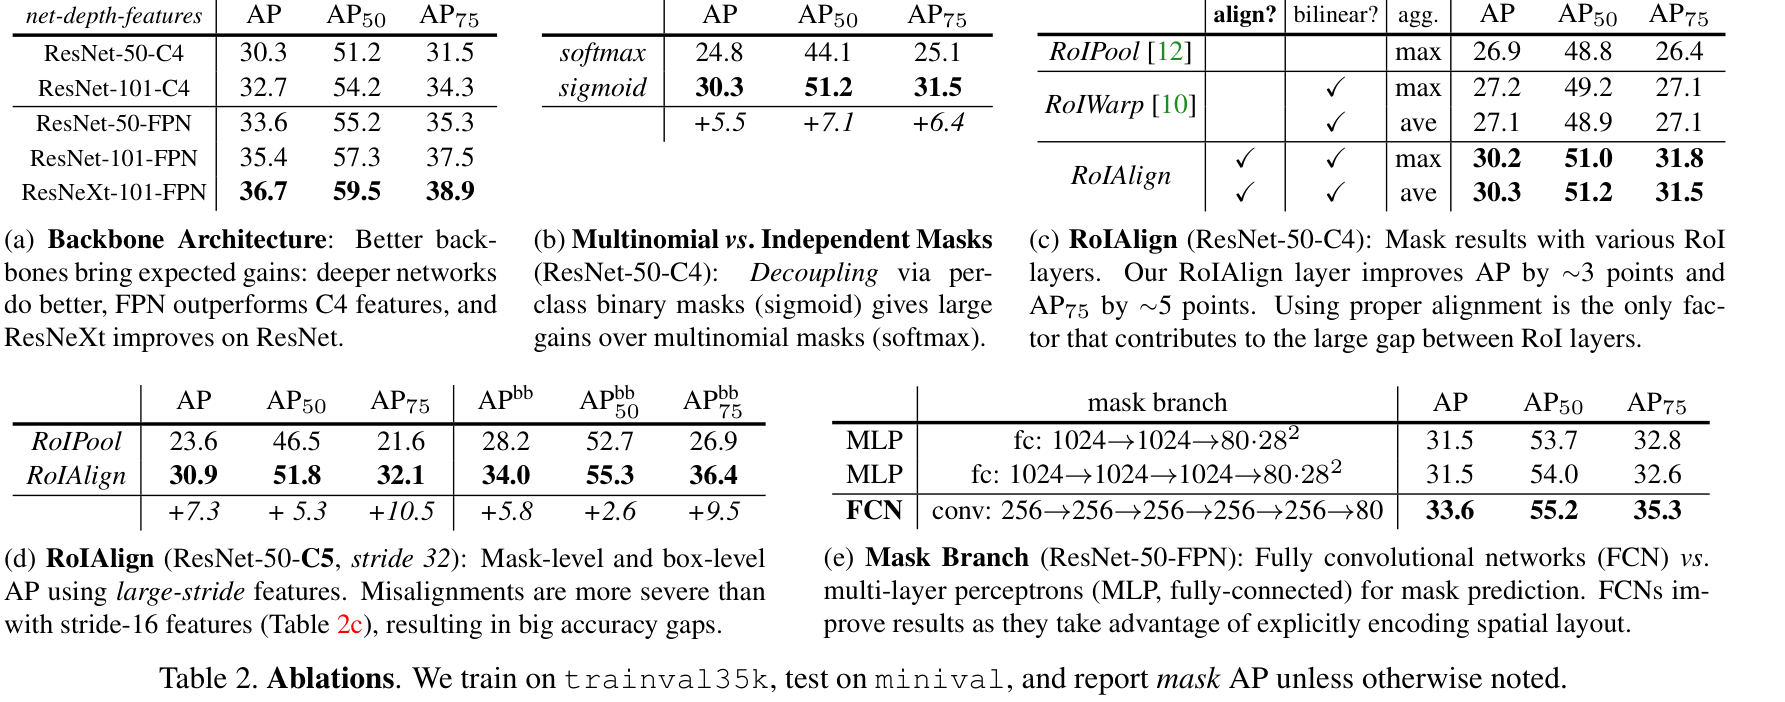 net-depth-features AP AP50 AP75
ResNet-50-C4 30.3 51.2 31.5
ResNet-101-C4 32.7 54.2 34.3
ResNet-50-FPN 33.6 55.2 35.3
ResNet-101-FPN 35.4 57.3 37.5
ResNeXt-101-FPN 36.7 59.5 38.9
(a) Backbone Architecture: Better back-
bones bring expected gains: deeper networks
do better, FPN outperforms C4 features, and
ResNeXt improves on ResNet.
AP AP50 AP75
softmax 24.8 44.1 25.1
sigmoid 30.3 51.2 31.5
+5.5 +7.1 +6.4
(b) Multinomial vs. Independent Masks
(ResNet-50-C4): Decoupling via per-
class binary masks (sigmoid) gives large
gains over multinomial masks (softmax).
align? bilinear? agg. AP AP50 AP75
RoIPool [12] max 26.9 48.8 26.4
RoIWarp [10] ✓ max 27.2 49.2 27.1
✓ ave 27.1 48.9 27.1
RoIAlign ✓ ✓ max 30.2 51.0 31.8
✓ ✓ ave 30.3 51.2 31.5
(c) RoIAlign (ResNet-50-C4): Mask results with various RoI
layers. Our RoIAlign layer improves AP by ∼3 points and
AP75 by ∼5 points. Using proper alignment is the only fac-
tor that contributes to the large gap between RoI layers.
AP AP50 AP75 APbb APbb50 APbb75
RoIPool 23.6 46.5 21.6 28.2 52.7 26.9
RoIAlign 30.9 51.8 32.1 34.0 55.3 36.4
+7.3 + 5.3 +10.5 +5.8 +2.6 +9.5
(d) RoIAlign (ResNet-50-C5, stride 32): Mask-level and box-level
AP using large-stride features. Misalignments are more severe than
with stride-16 features (Table 2c), resulting in big accuracy gaps.
mask branch AP AP50 AP75
MLP fc: 1024→1024→80·28² 31.5 53.7 32.8
MLP fc: 1024→1024→1024→80·28² 31.5 54.0 32.6
FCN conv: 256→256→256→256→256→80 33.6 55.2 35.3
(e) Mask Branch (ResNet-50-FPN): Fully convolutional networks (FCN) vs.
multi-layer perceptrons (MLP, fully-connected) for mask prediction. FCNs im-
prove results as they take advantage of explicitly encoding spatial layout.
Table 2. Ablations. We train on trainval35k, test on minival, and report mask AP unless otherwise noted.